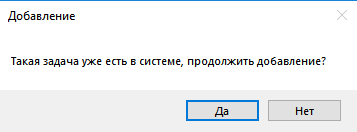 Добавление
Такая задача уже есть в системе, продолжить добавление?
Да
Нет